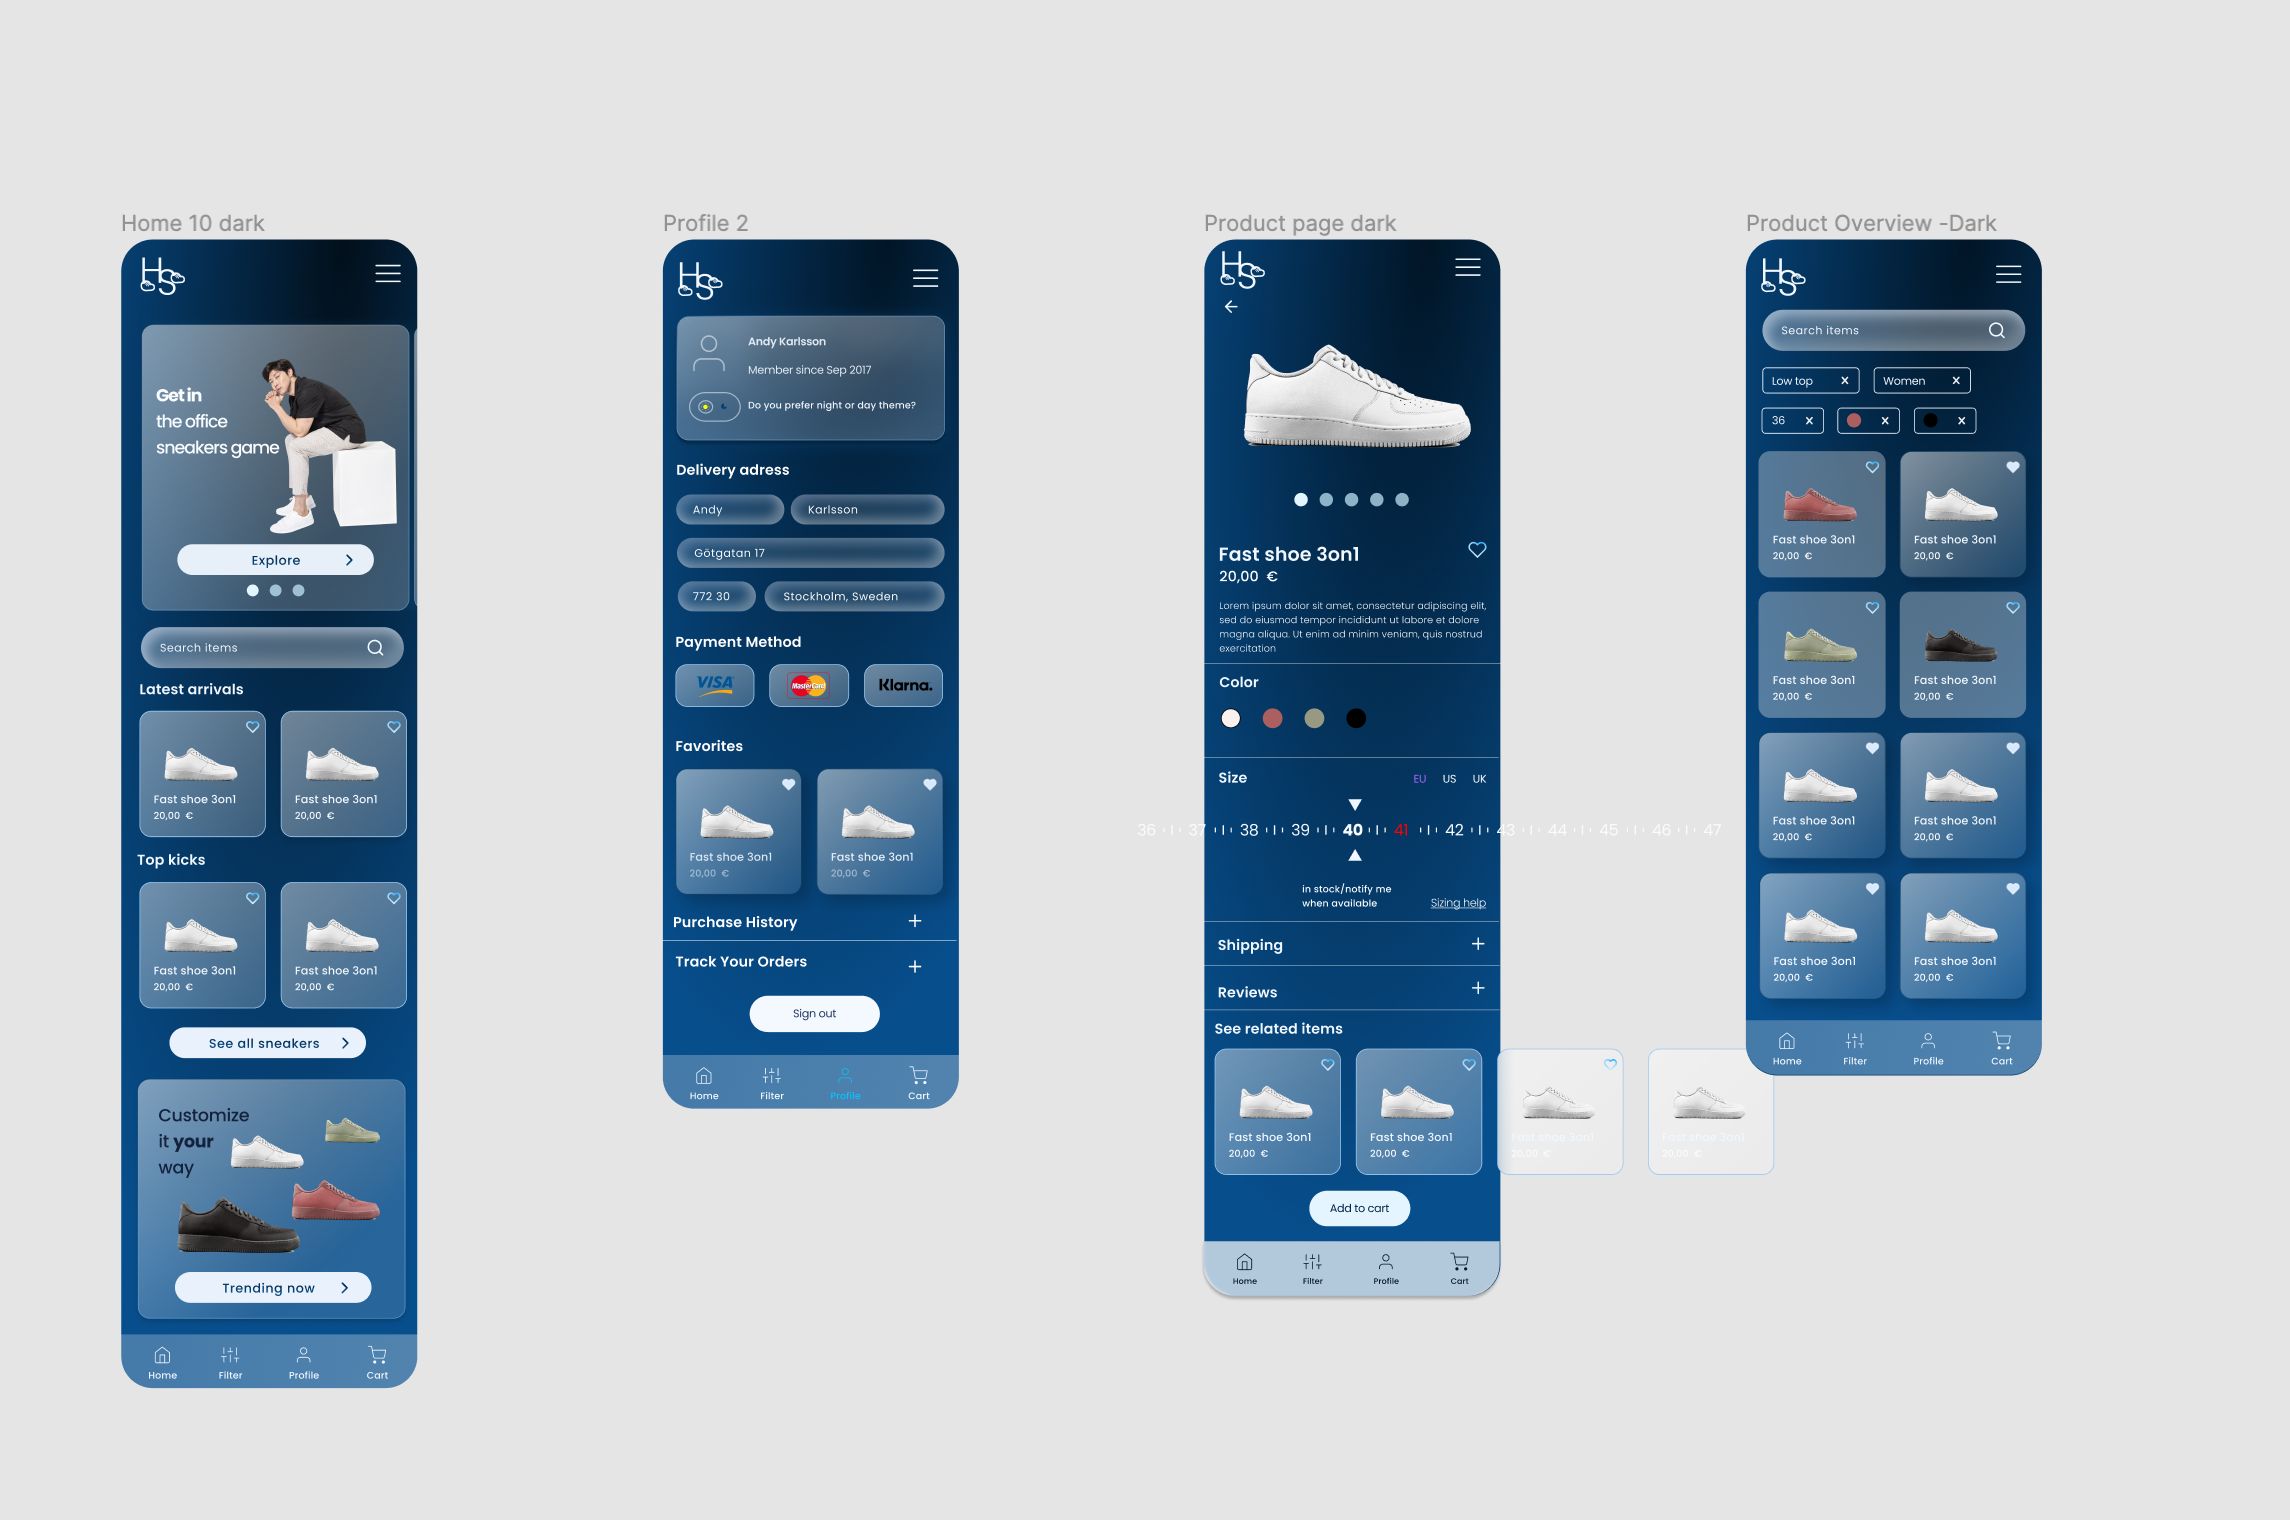 Home 10 dark
HS
Get in
the office
sneakers game
Explore
Search items
Latest arrivals
Fast shoe 3on1
20,00 €
Fast shoe 3on1
20,00 €
Top kicks
Fast shoe 3on1
20,00 €
Fast shoe 3on1
20,00 €
See all sneakers
Customize
it your
way
Trending now
Home
Filter
Profile
Cart
Profile 2
HS
Andy Karlsson
Member since Sep 2017
Do you prefer night or day theme?
Delivery adress
Andy
Karlsson
Götgatan 17
772 30
Stockholm, Sweden
Payment Method
VISA
MasterCard
Klarna.
Favorites
Fast shoe 3on1
20,00 €
Fast shoe 3on1
20,00 €
Purchase History
Track Your Orders
Sign out
Home
Filter
Profile
Cart
Product page dark
HS
Fast shoe 3on1
20,00 €
Lorem ipsum dolor sit amet, consectetur adipiscing elit,
sed do eiusmod tempor incididunt ut labore et dolore
magna aliqua. Ut enim ad minim veniam, quis nostrud
exercitation
Color
Size
EU US UK
36 37 38 39 40 41 42 43 44 45 46 47
in stock/notify me
when available
Sizing help
Shipping
Reviews
See related items
Fast shoe 3on1
20,00 €
Fast shoe 3on1
20,00 €
Fast shoe 3on1
20,00 €
Fast shoe 3on1
20,00 €
Add to cart
Home
Filter
Profile
Cart
Product Overview -Dark
HS
Search items
Low top x
Women x
36 x
x
x
Fast shoe 3on1
20,00 €
Fast shoe 3on1
20,00 €
Fast shoe 3on1
20,00 €
Fast shoe 3on1
20,00 €
Fast shoe 3on1
20,00 €
Fast shoe 3on1
20,00 €
Fast shoe 3on1
20,00 €
Fast shoe 3on1
20,00 €
Home
Filter
Profile
Cart